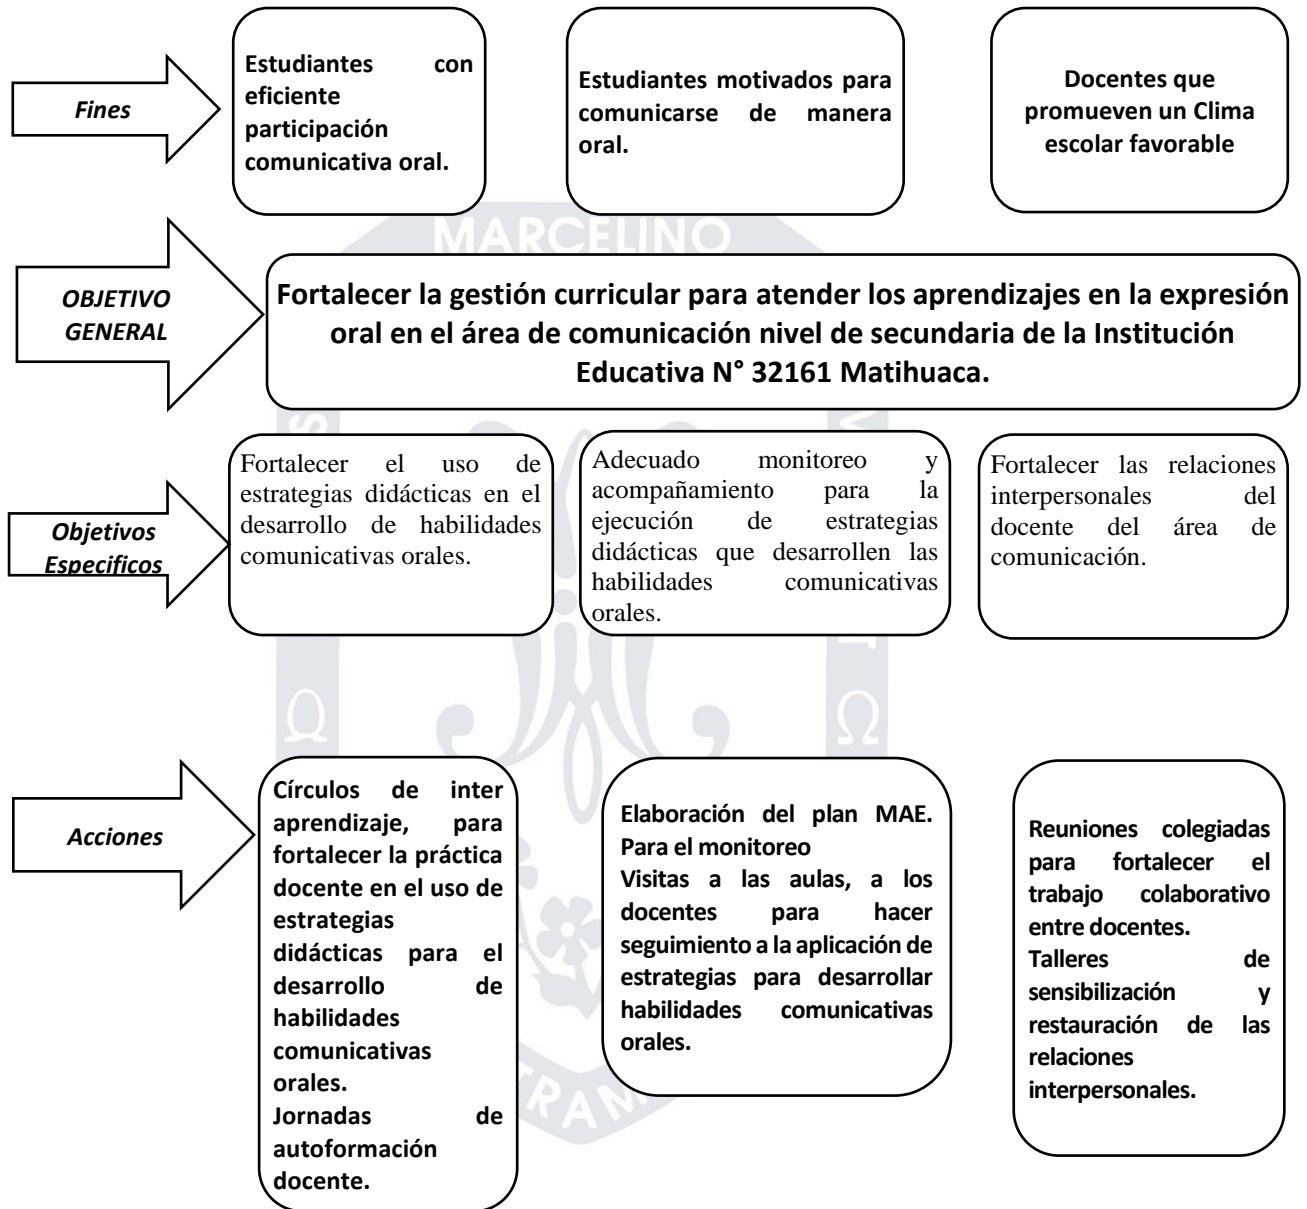 Fines
Estudiantes con
eficiente
participación
comunicativa oral.
Estudiantes motivados para
comunicarse de manera
oral.
Docentes que
promueven un Clima
escolar favorable
MARCELINO
OBJETIVO
GENERAL
Fortalecer la gestión curricular para atender los aprendizajes en la expresión
oral en el área de comunicación nivel de secundaria de la Institución
Educativa N° 32161 Matihuaca.
Objetivos
Especificos
Fortalecer el uso de
estrategias didácticas en el
desarrollo de habilidades
comunicativas orales.
Adecuado monitoreo y
acompañamiento para la
ejecución de estrategias
didácticas que desarrollen las
habilidades comunicativas
orales.
Fortalecer las relaciones
interpersonales del
docente del área de
comunicación.
Acciones
Círculos de inter
aprendizaje, para
fortalecer la práctica
docente en el uso de
estrategias
didácticas para el
desarrollo de
habilidades
comunicativas
orales.
Jornadas de
autoformación
docente.
Elaboración del plan MAE.
Para el monitoreo
Visitas a las aulas, a los
docentes para hacer
seguimiento a la aplicación de
estrategias para desarrollar
habilidades comunicativas
orales.
Reuniones colegiadas
para fortalecer el
trabajo colaborativo
entre docentes.
Talleres de
sensibilización y
restauración de las
relaciones
interpersonales.